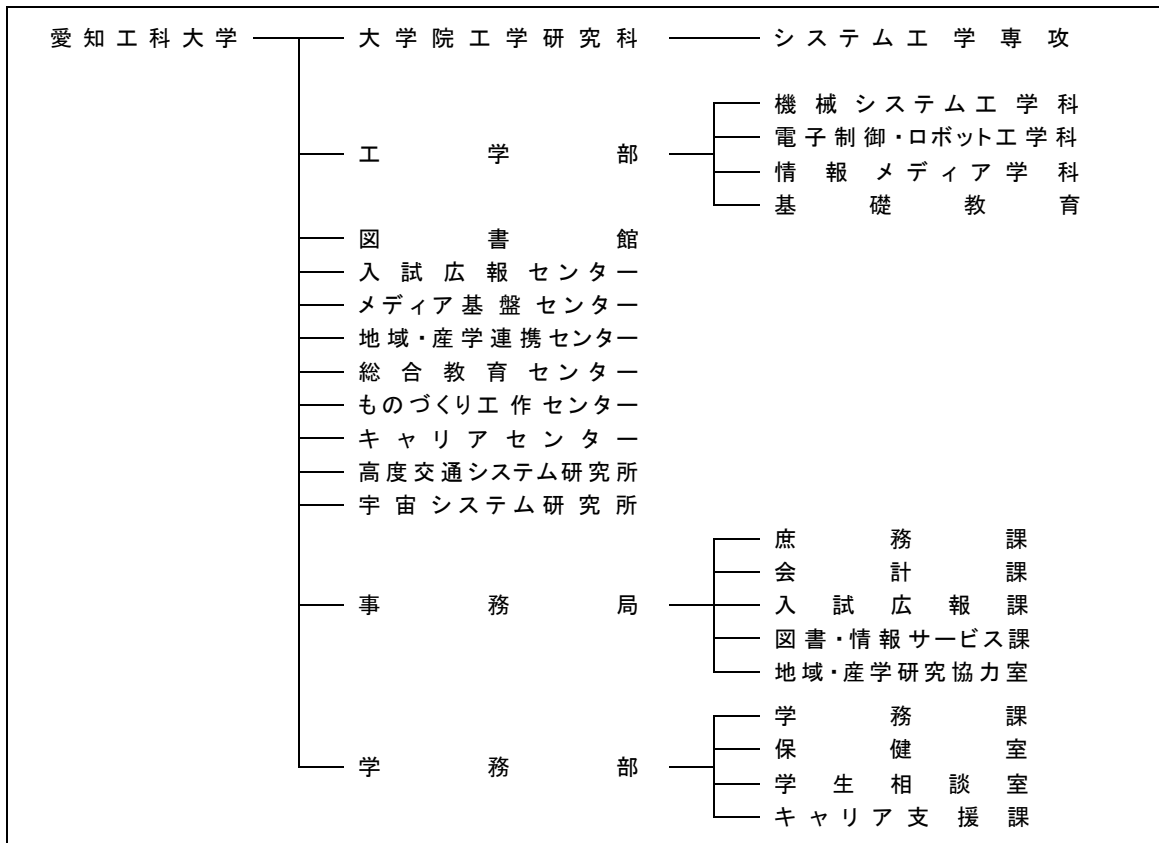 愛知工科大学 大学院工学研究科 システム工学専攻
機械システム工学科
電子制御・ロボット工学科
工学部
情報メディア学科
基礎教育
図書館
入試広報センター
メディア基盤センター
地域・産学連携センター
総合教育センター
ものづくり工作センター
キャリアセンター
高度交通システム研究所
宇宙システム研究所
庶務課
会計課
事務局 入試広報課
図書・情報サービス課
地域・産学研究協力室
学務課
保健室
学務部
学生相談室
キャリア支援課